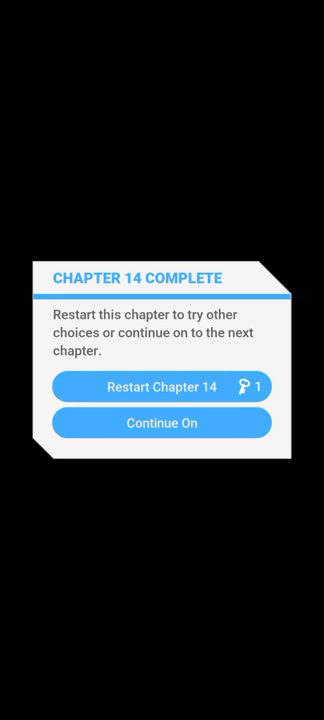 CHAPTER 14 COMPLETE
Restart this chapter to try other
choices or continue on to the next
chapter.
Restart Chapter 14 1
Continue On